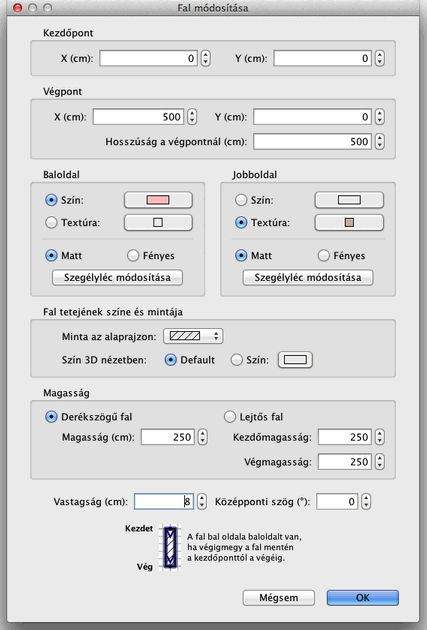 Fal módosítása
Kezdőpont
X (cm): 0 Y (cm): 0
Végpont
X (cm): 500 Y (cm): 0
Hosszúság a végpontnál (cm): 500
Baloldal Jobboldal
Szín: Szín:
Textúra: Textúra:
Matt Fényes Matt Fényes
Szegélyléc módosítása Szegélyléc módosítása
Fal tetejének színe és mintája
Minta az alaprajzon:
Szín 3D nézetben: Default Szín:
Magasság
Derékszögű fal Lejtős fal
Magasság (cm): 250 Kezdőmagasság: 250
Végmagasság: 250
Vastagság (cm): 8 Középponti szög (°): 0
Kezdet
A fal bal oldala baloldalt van,
ha végigmegy a fal mentén
a kezdőponttól a végéig.
Vég
Mégsem OK